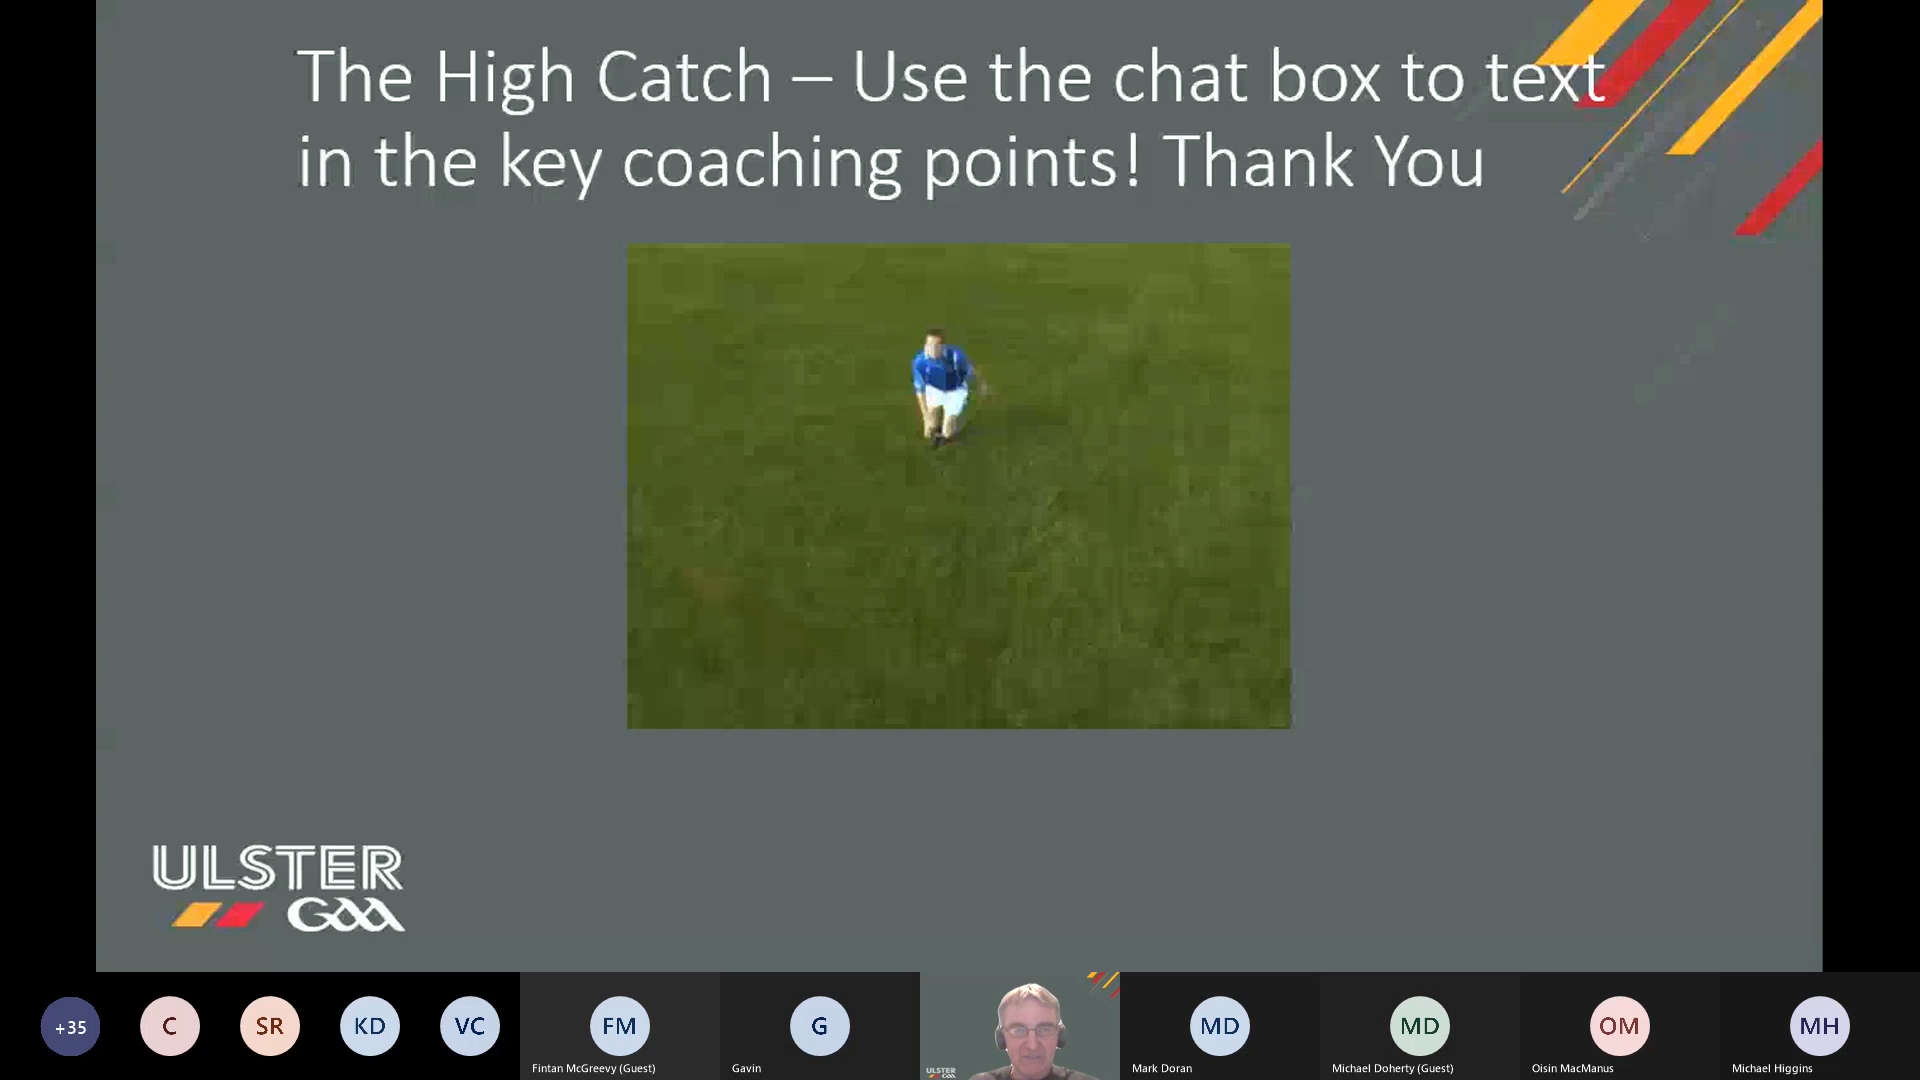 The High Catch – Use the chat box to text
in the key coaching points! Thank You
ULSTER
GAA
+35
C
SR
KD
VC
FM
Fintan McGreevy (Guest)
G
Gavin
ULSTER
GAA
MD
Mark Doran
MD
Michael Doherty (Guest)
OM
Oisin MacManus
MH
Michael Higgins